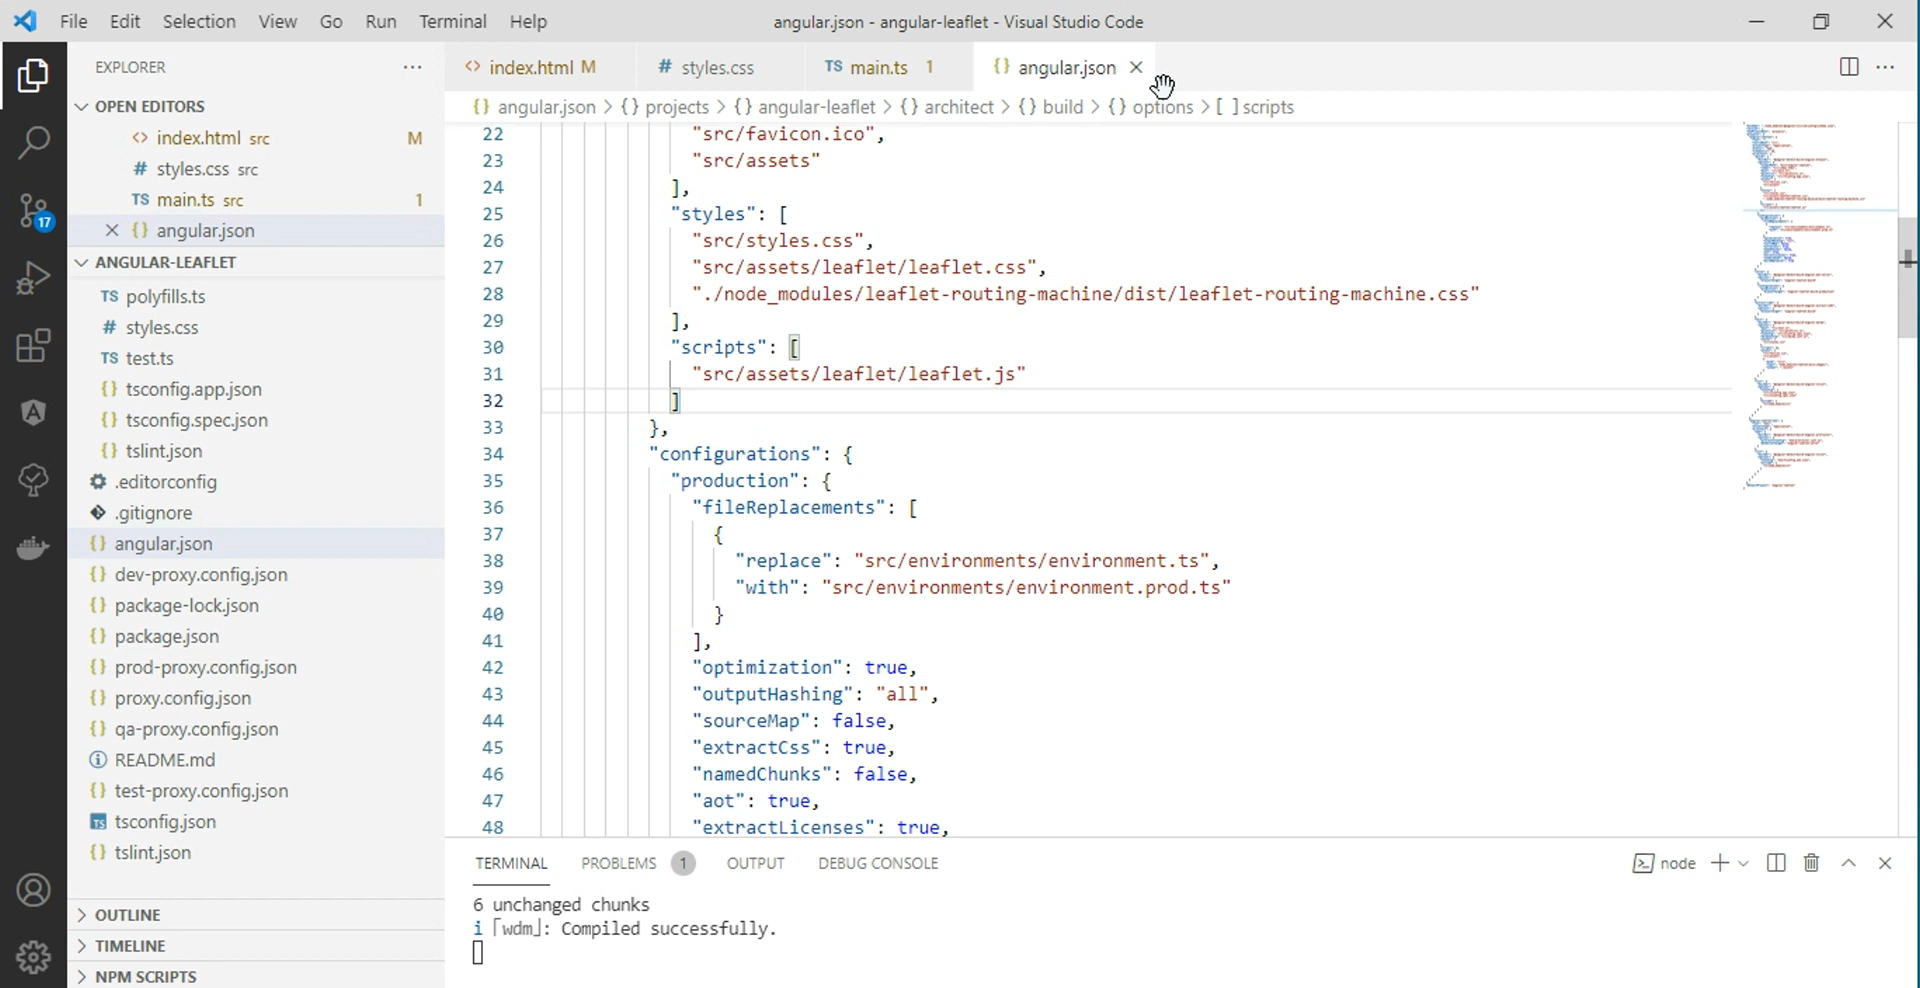 File Edit Selection View Go Run Terminal Help
angular.json - angular-leaflet - Visual Studio Code
EXPLORER
OPEN EDITORS
<> index.html src M
# styles.css src
TS main.ts src 1
{} angular.json
ANGULAR-LEAFLET
TS polyfills.ts
# styles.css
TS test.ts
{} tsconfig.app.json
{} tsconfig.spec.json
{} tslint.json
.editorconfig
.gitignore
{} angular.json
{} dev-proxy.config.json
{} package-lock.json
{} package.json
{} prod-proxy.config.json
{} proxy.config.json
{} qa-proxy.config.json
README.md
{} test-proxy.config.json
TS tsconfig.json
{} tslint.json
OUTLINE
TIMELINE
NPM SCRIPTS
17
<> index.html M # styles.css TS main.ts 1 {} angular.json
{} angular.json > {} projects > {} angular-leaflet > {} architect > {} build > {} options > [ ] scripts
22 "src/favicon.ico",
23 "src/assets"
24 ],
25 "styles": [
26 "src/styles.css",
27 "src/assets/leaflet/leaflet.css",
28 "./node_modules/leaflet-routing-machine/dist/leaflet-routing-machine.css"
29 ],
30 "scripts": [
31 "src/assets/leaflet/leaflet.js"
32 ]
33 },
34 "configurations": {
35 "production": {
36 "fileReplacements": [
37 {
38 "replace": "src/environments/environment.ts",
39 "with": "src/environments/environment.prod.ts"
40 }
41 ],
42 "optimization": true,
43 "outputHashing": "all",
44 "sourceMap": false,
45 "extractCss": true,
46 "namedChunks": false,
47 "aot": true,
48 "extractLicenses": true,
TERMINAL PROBLEMS 1 OUTPUT DEBUG CONSOLE node
6 unchanged chunks
i ｢wdm｣: Compiled successfully.